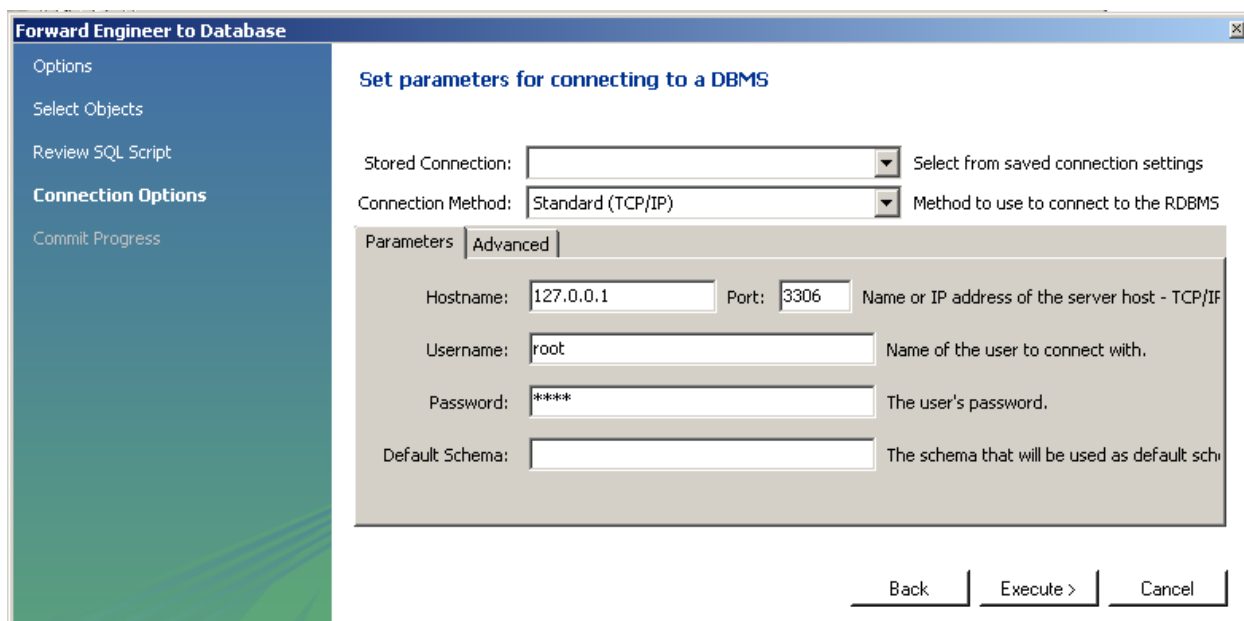 Forward Engineer to Database
Options
Select Objects
Review SQL Script
Connection Options
Commit Progress
Set parameters for connecting to a DBMS
Stored Connection: Select from saved connection settings
Connection Method: Standard (TCP/IP) Method to use to connect to the RDBMS
Parameters Advanced
Hostname: 127.0.0.1 Port: 3306 Name or IP address of the server host - TCP/IP
Username: root Name of the user to connect with.
Password: **** The user's password.
Default Schema: The schema that will be used as default sch
Back Execute > Cancel